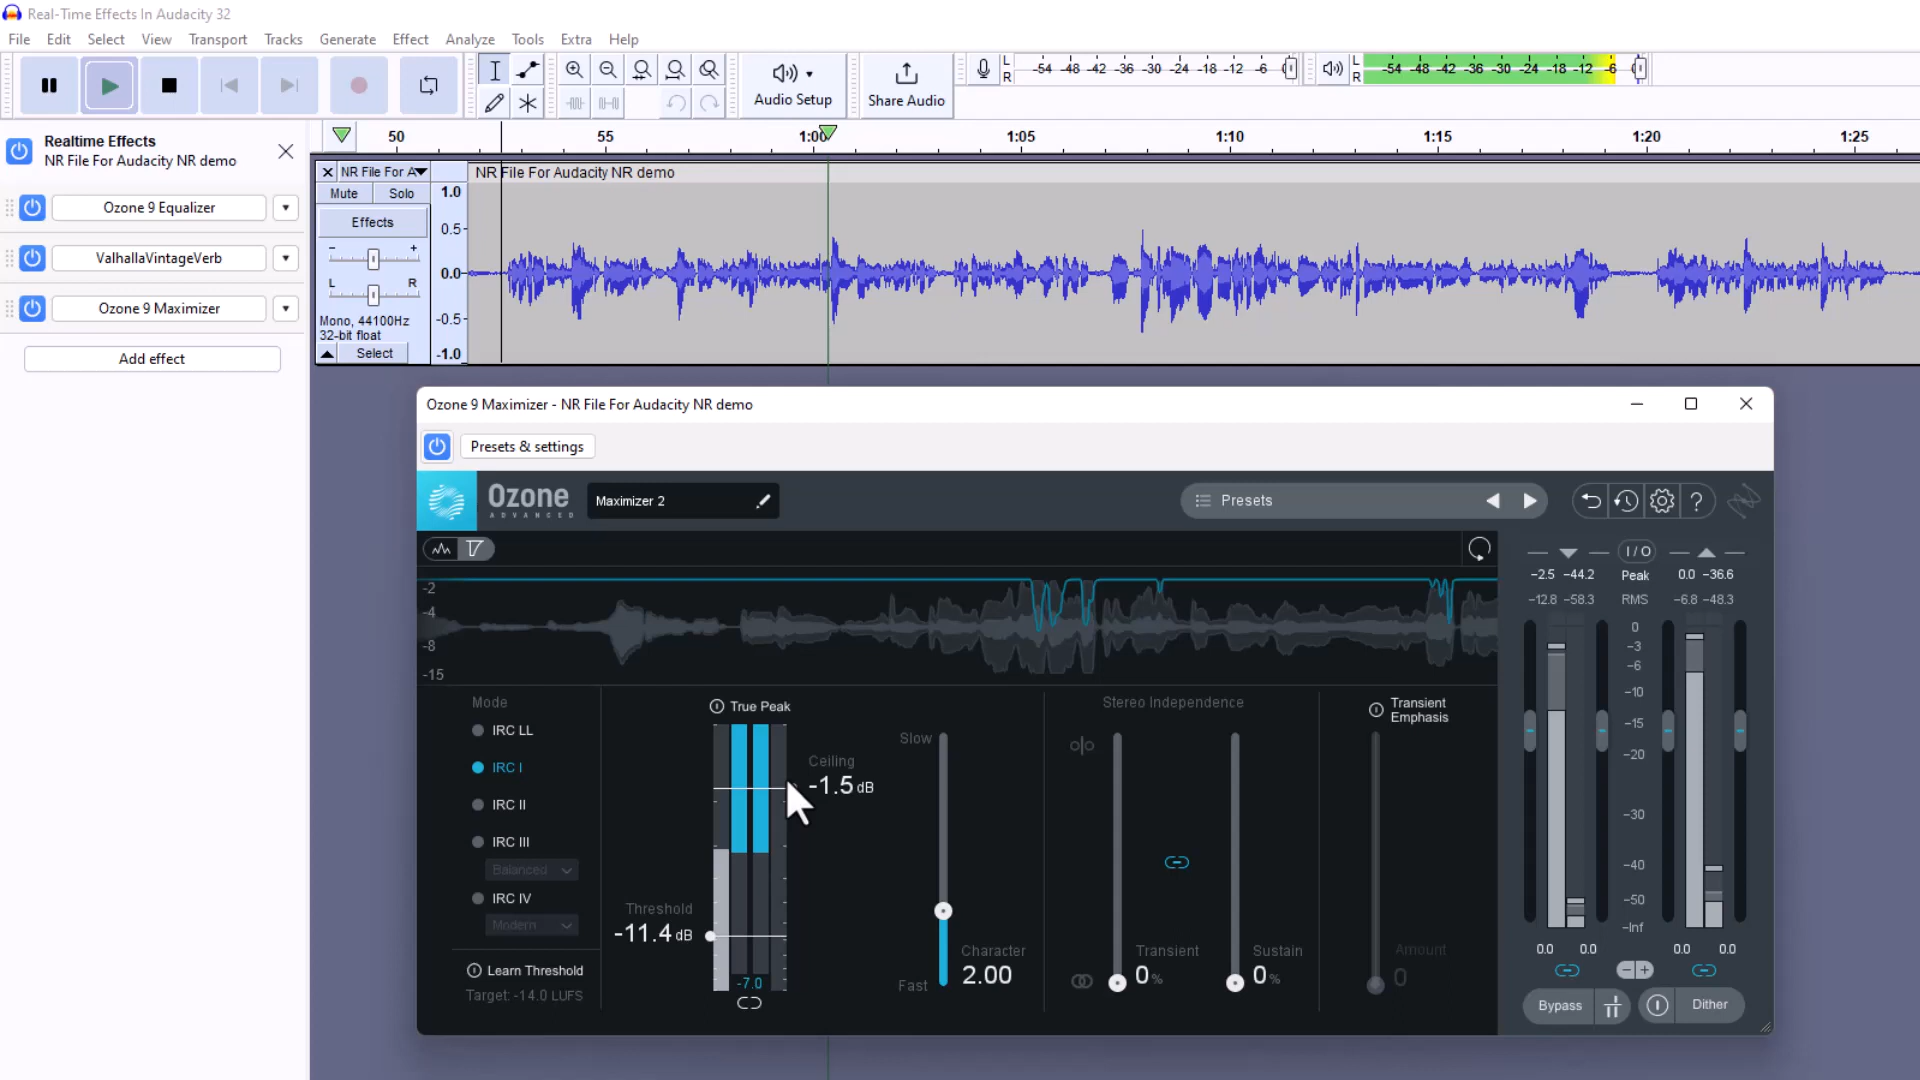 Real-Time Effects In Audacity 32
File Edit Select View Transport Tracks Generate Effect Analyze Tools Extra Help
Audio Setup
Share Audio
L
R
-54 -48 -42 -36 -30 -24 -18 -12 -6
L
R
-54 -48 -42 -36 -30 -24 -18 -12 -6
Realtime Effects
NR File For Audacity NR demo
Ozone 9 Equalizer
ValhallaVintageVerb
Ozone 9 Maximizer
Add effect
50 55 1:00 1:05 1:10 1:15 1:20 1:25
NR File For A
Mute Solo
Effects
- +
L R
Mono, 44100Hz
32-bit float
Select
1.0
0.5
0.0
-0.5
-1.0
NR File For Audacity NR demo
Ozone 9 Maximizer - NR File For Audacity NR demo
Presets & settings
Ozone
ADVANCED
Maximizer 2
Presets
?
-2
-4
-8
-15
Mode
IRC LL
IRC I
IRC II
IRC III
Balanced
IRC IV
Modern
Learn Threshold
Target: -14.0 LUFS
True Peak
Ceiling
-1.5 dB
Threshold
-11.4 dB
-7.0
Slow
Fast
Character
2.00
Stereo Independence
Transient
0%
Sustain
0%
Transient
Emphasis
Amount
0
I / O
-2.5 -44.2 Peak 0.0 -36.6
-12.8 -58.3 RMS -6.8 -48.3
0
-3
-6
-10
-15
-20
-30
-40
-50
-Inf
0.0 0.0 0.0 0.0
Bypass
Dither